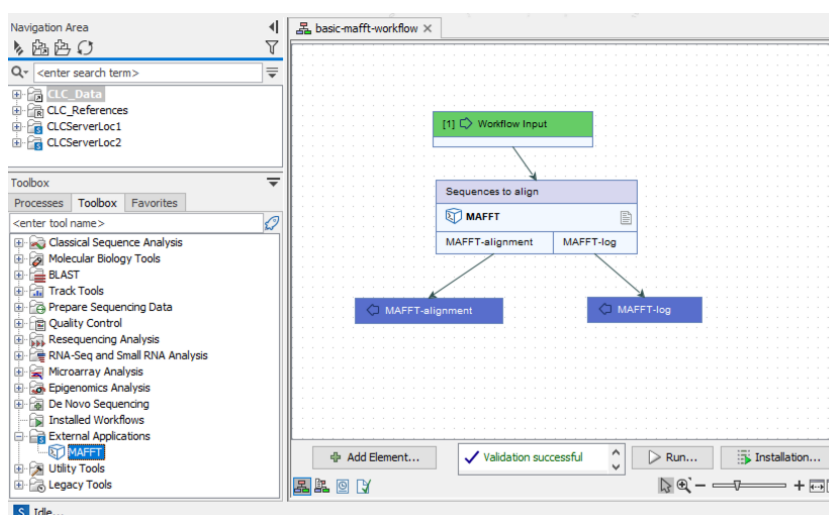 Navigation Area
<enter search term>
CLC_Data
CLC_References
CLCServerLoc1
CLCServerLoc2
Toolbox
Processes Toolbox Favorites
<enter tool name>
Classical Sequence Analysis
Molecular Biology Tools
BLAST
Track Tools
Prepare Sequencing Data
Quality Control
Resequencing Analysis
RNA-Seq and Small RNA Analysis
Microarray Analysis
Epigenomics Analysis
De Novo Sequencing
Installed Workflows
External Applications
MAFFT
Utility Tools
Legacy Tools
Idle...
basic-mafft-workflow
[1] Workflow Input
Sequences to align
MAFFT
MAFFT-alignment MAFFT-log
MAFFT-alignment MAFFT-log
Add Element... Validation successful Run... Installation...